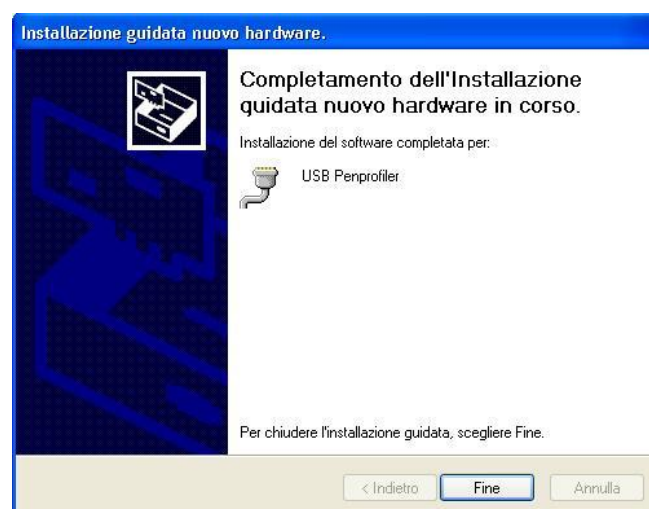 Installazione guidata nuovo hardware.
Completamento dell'Installazione
guidata nuovo hardware in corso.
Installazione del software completata per:
USB Penprofiler
Per chiudere l'installazione guidata, scegliere Fine.
< Indietro
Fine
Annulla